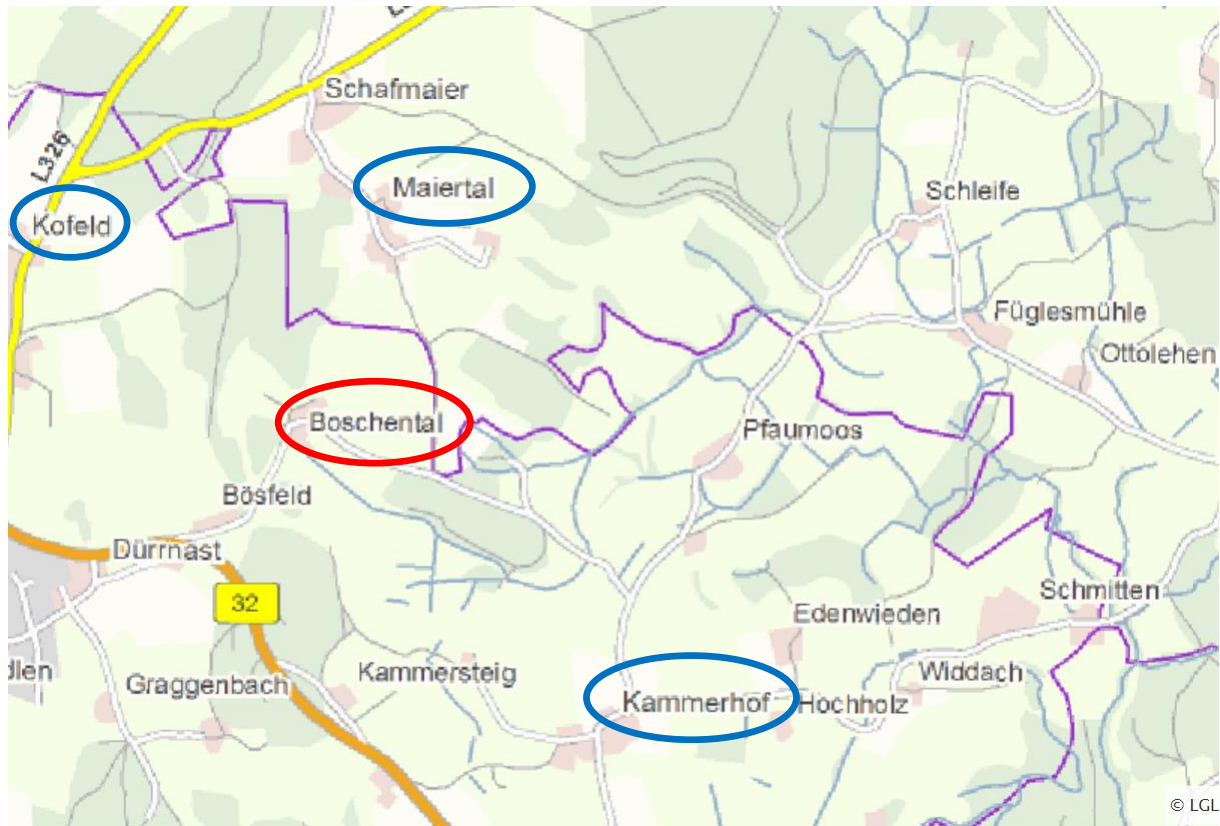 L326
Schafmaier
Maiertal
Kofeld
Schleife
Füglesmühle
Ottolehen
Boschental
Pfaumoos
Bösfeld
Dürrnast
32
Schmitten
Edenwieden
Kammersteig
Widdach
Graggenbach
Kammerhof
Hochholz
© LGL